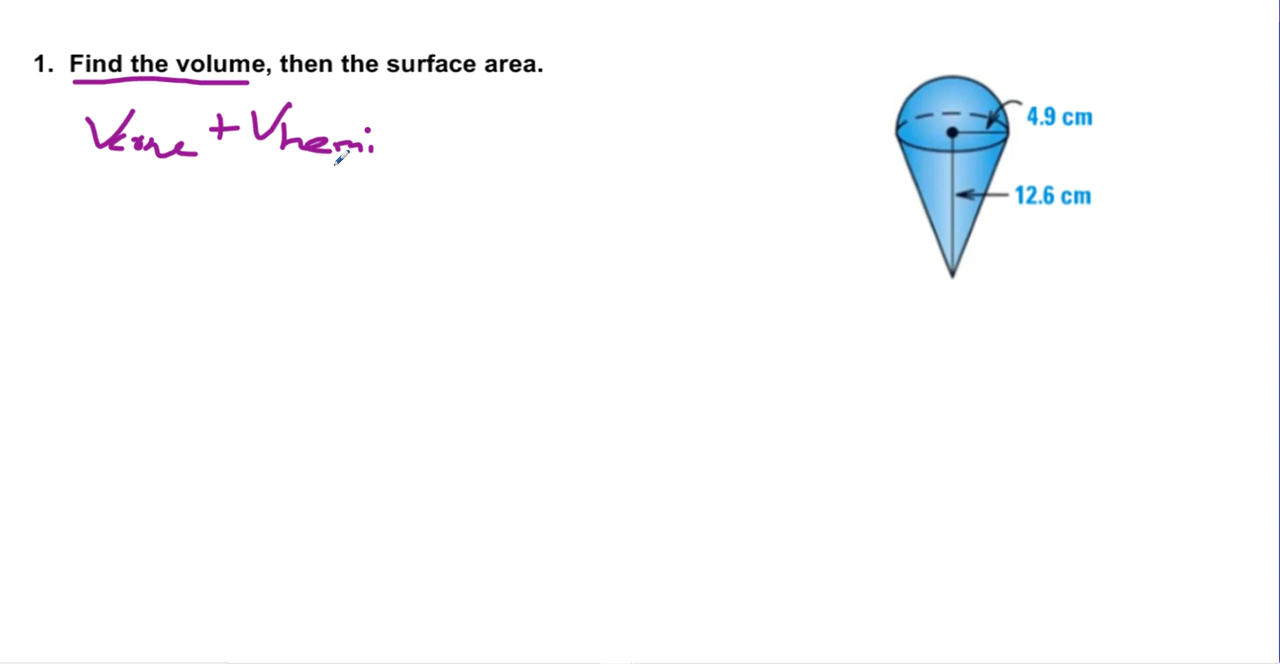 1. Find the volume, then the surface area.
Vcone + Vhemi
4.9 cm
12.6 cm